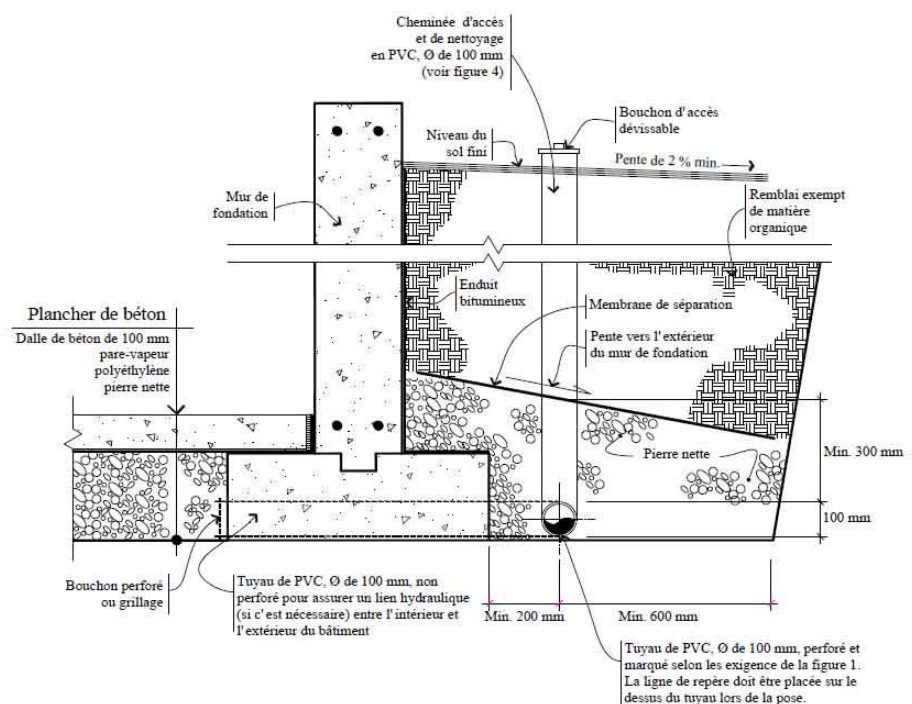 Cheminée d'accès
et de nettoyage
en PVC, Ø de 100 mm
(voir figure 4)
Bouchon d'accès
dévissable
Niveau du
sol fini
Pente de 2 % min.
Mur de
fondation
Remblai exempt
de matière
organique
Enduit
bitumineux
Membrane de séparation
Plancher de béton
Dalle de béton de 100 mm
pare-vapeur
polyéthylène
pierre nette
Pente vers l'extérieur
du mur de fondation
Pierre nette
Min. 300 mm
100 mm
Bouchon perforé
ou grillage
Tuyau de PVC, Ø de 100 mm, non
perforé pour assurer un lien hydraulique
(si c'est nécessaire) entre l'intérieur et
l'extérieur du bâtiment
Min. 200 mm
Min. 600 mm
Tuyau de PVC, Ø de 100 mm, perforé et
marqué selon les exigence de la figure 1.
La ligne de repère doit être placée sur le
dessus du tuyau lors de la pose.